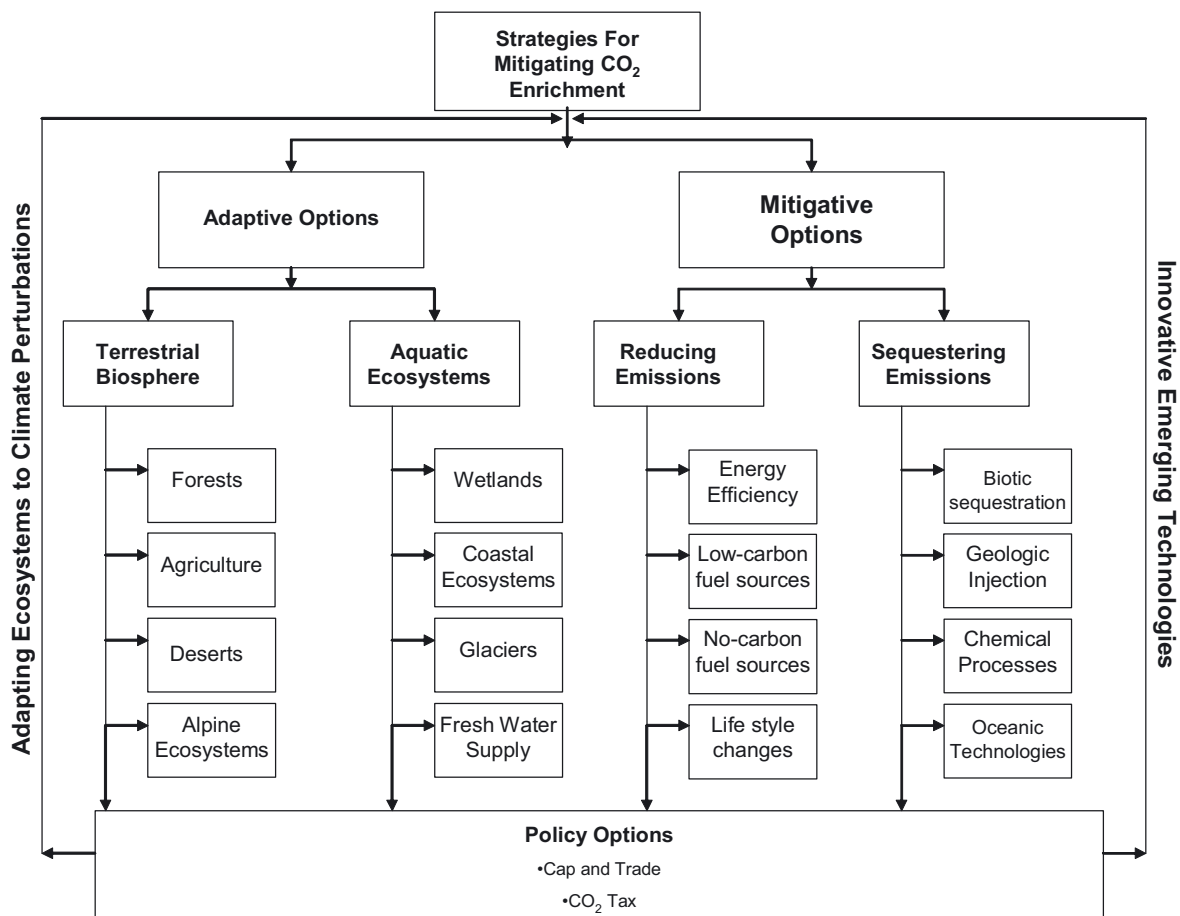 Strategies For
Mitigating CO₂
Enrichment
Adaptive Options
Mitigative
Options
Terrestrial
Biosphere
Aquatic
Ecosystems
Reducing
Emissions
Sequestering
Emissions
Forests
Agriculture
Deserts
Alpine
Ecosystems
Wetlands
Coastal
Ecosystems
Glaciers
Fresh Water
Supply
Energy
Efficiency
Low-carbon
fuel sources
No-carbon
fuel sources
Life style
changes
Biotic
sequestration
Geologic
Injection
Chemical
Processes
Oceanic
Technologies
Policy Options
•Cap and Trade
•CO₂ Tax
Adapting Ecosystems to Climate Perturbations
Innovative Emerging Technologies